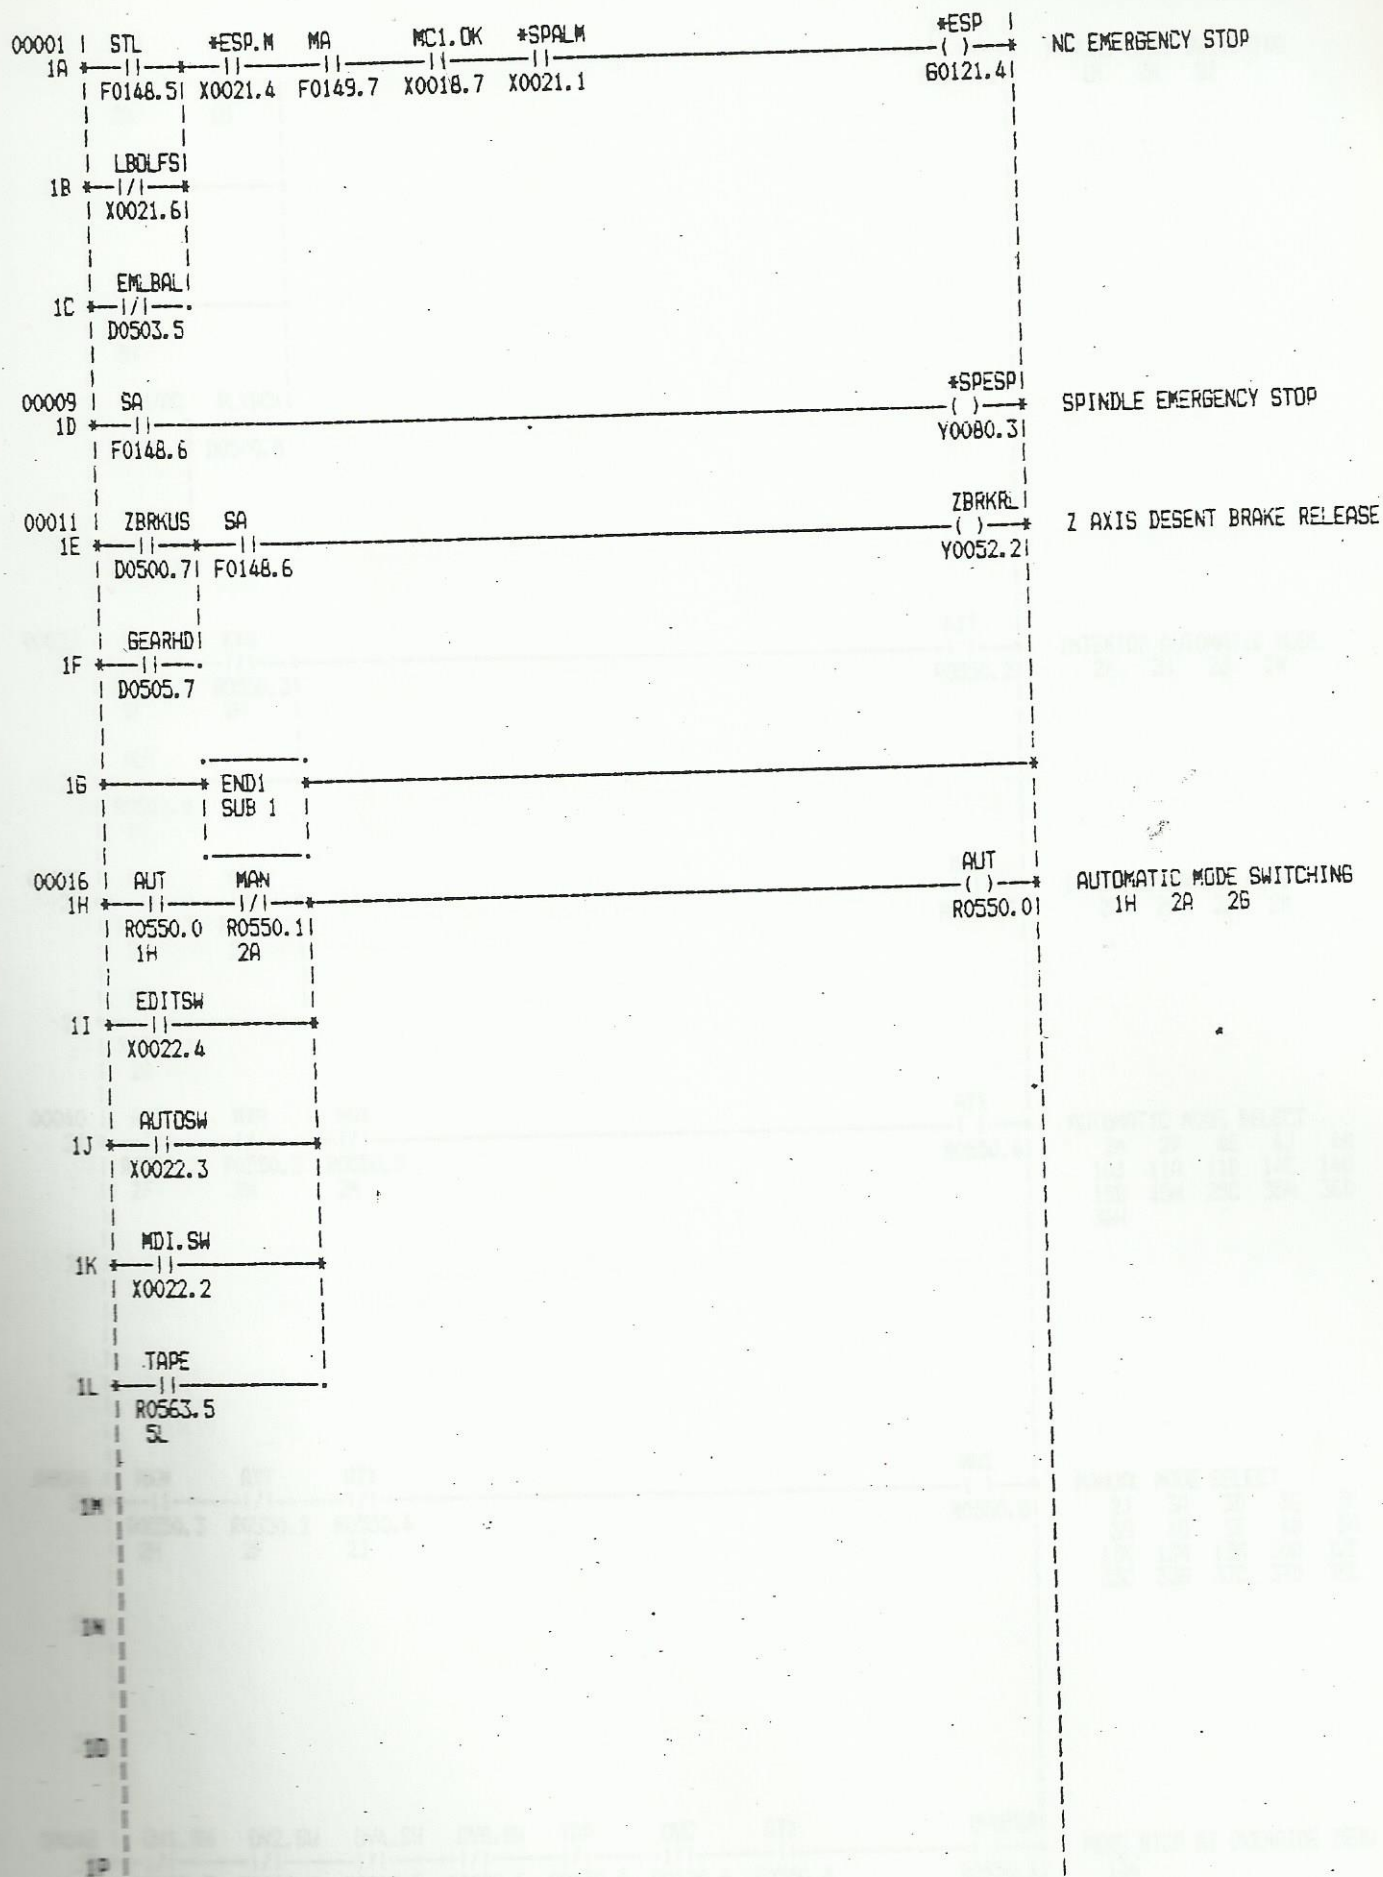 00001 STL *ESP.M MA MC1.OK *SPALM *ESP NC EMERGENCY STOP
1A
F0148.5 X0021.4 F0149.7 X0018.7 X0021.1 G0121.4
LBOLFS
1B
X0021.6
EMLBAL
1C
D0503.5
00009 SA *SPESP SPINDLE EMERGENCY STOP
1D
F0148.6 Y0080.3
00011 ZBRKUS SA ZBRKRL Z AXIS DESENT BRAKE RELEASE
1E
D0500.7 F0148.6 Y0052.2
GEARHD
1F
D0505.7
1G END1
SUB 1
00016 AUT MAN AUT AUTOMATIC MODE SWITCHING
1H 1H 2A 2G
R0550.0 R0550.1 R0550.0
1H 2A
EDITSW
1I
X0022.4
AUTOSW
1J
X0022.3
MDI.SW
1K
X0022.2
TAPE
1L
R0563.5
5L
1M
1N
1O
1P